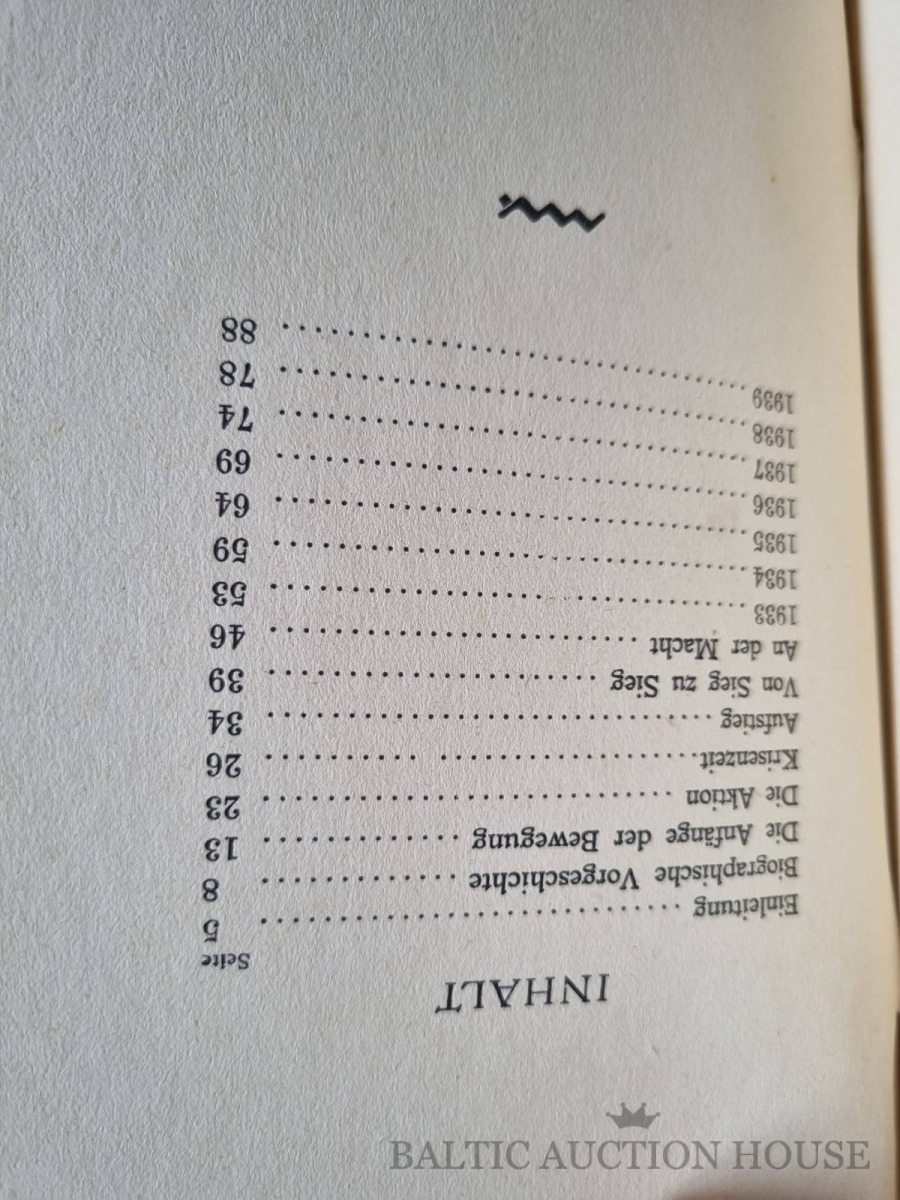 INHALT
Seite
Einleitung ........ 5
Biographische Vorgeschichte ........ 8
Die Anfänge der Bewegung ........ 13
Die Aktion ........ 23
Krisenzeit ........ 26
Aufstieg ........ 34
Von Sieg zu Sieg ........ 39
An der Macht ........ 46
1933 ........ 53
1934 ........ 59
1935 ........ 64
1936 ........ 69
1937 ........ 74
1938 ........ 78
1939 ........ 88
BALTIC AUCTION HOUSE